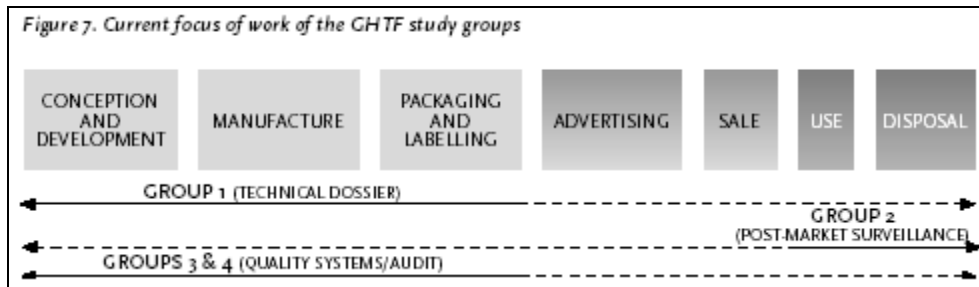 Figure 7. Current focus of work of the GHTF study groups
CONCEPTION
AND
DEVELOPMENT
MANUFACTURE
PACKAGING
AND
LABELLING
ADVERTISING
SALE
USE
DISPOSAL
GROUP 1 (TECHNICAL DOSSIER)
GROUP 2
(POST-MARKET SURVEILLANCE)
GROUPS 3 & 4 (QUALITY SYSTEMS/AUDIT)